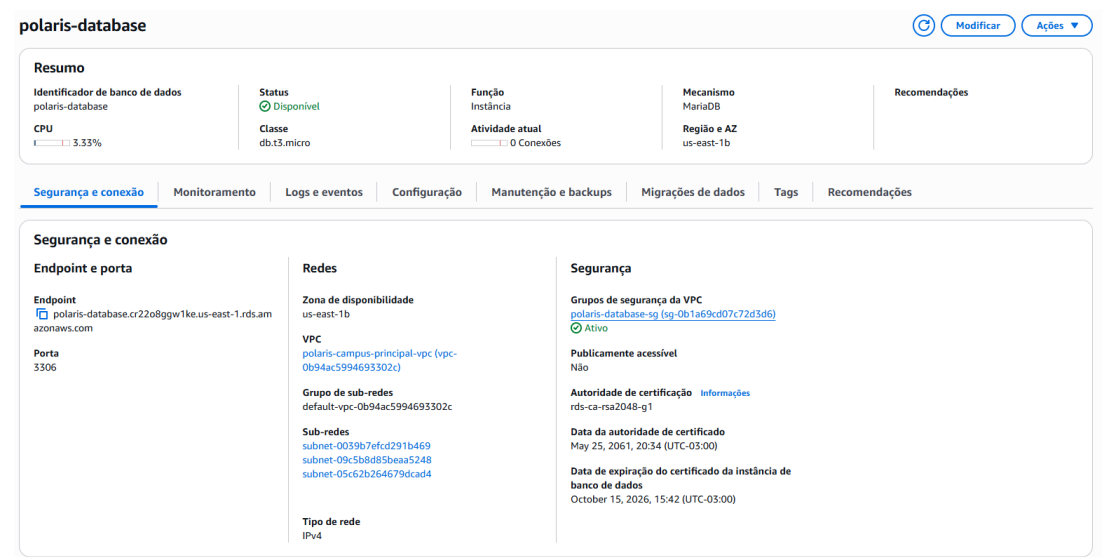 polaris-database
Modificar
Ações
Resumo
Identificador de banco de dados
polaris-database
Status
Disponível
Função
Instância
Mecanismo
MariaDB
Recomendações
CPU
3.33%
Classe
db.t3.micro
Atividade atual
0 Conexões
Região e AZ
us-east-1b
Segurança e conexão
Monitoramento
Logs e eventos
Configuração
Manutenção e backups
Migrações de dados
Tags
Recomendações
Segurança e conexão
Endpoint e porta
Endpoint
polaris-database.cr22o8ggw1ke.us-east-1.rds.am
azonaws.com
Porta
3306
Redes
Zona de disponibilidade
us-east-1b
VPC
polaris-campus-principal-vpc (vpc-
0b94ac5994693302c)
Grupo de sub-redes
default-vpc-0b94ac5994693302c
Sub-redes
subnet-0039b7efcd291b469
subnet-09c5b8d85beaa5248
subnet-05c62b264679dcad4
Tipo de rede
IPv4
Segurança
Grupos de segurança da VPC
polaris-database-sg (sg-0b1a69cd07c72d3d6)
Ativo
Publicamente acessível
Não
Autoridade de certificação Informações
rds-ca-rsa2048-g1
Data da autoridade de certificado
May 25, 2061, 20:34 (UTC-03:00)
Data de expiração do certificado da instância de
banco de dados
October 15, 2026, 15:42 (UTC-03:00)